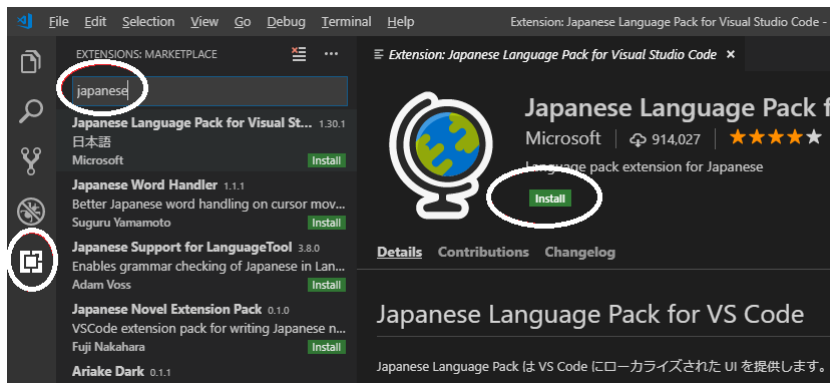 File Edit Selection View Go Debug Terminal Help Extension: Japanese Language Pack for Visual Studio Code -
EXTENSIONS: MARKETPLACE
japanese
Japanese Language Pack for Visual St... 1.30.1
日本語
Microsoft Install
Japanese Word Handler 1.1.1
Better Japanese word handling on cursor mov...
Suguru Yamamoto Install
Japanese Support for LanguageTool 3.8.0
Enables grammar checking of Japanese in Lan...
Adam Voss Install
Japanese Novel Extension Pack 0.1.0
VSCode extension pack for writing Japanese n...
Fuji Nakahara Install
Ariake Dark 0.1.1
Extension: Japanese Language Pack for Visual Studio Code
Japanese Language Pack f
Microsoft 914,027
Language pack extension for Japanese
Install
Details Contributions Changelog
Japanese Language Pack for VS Code
Japanese Language Pack は VS Code にローカライズされた UI を提供します。